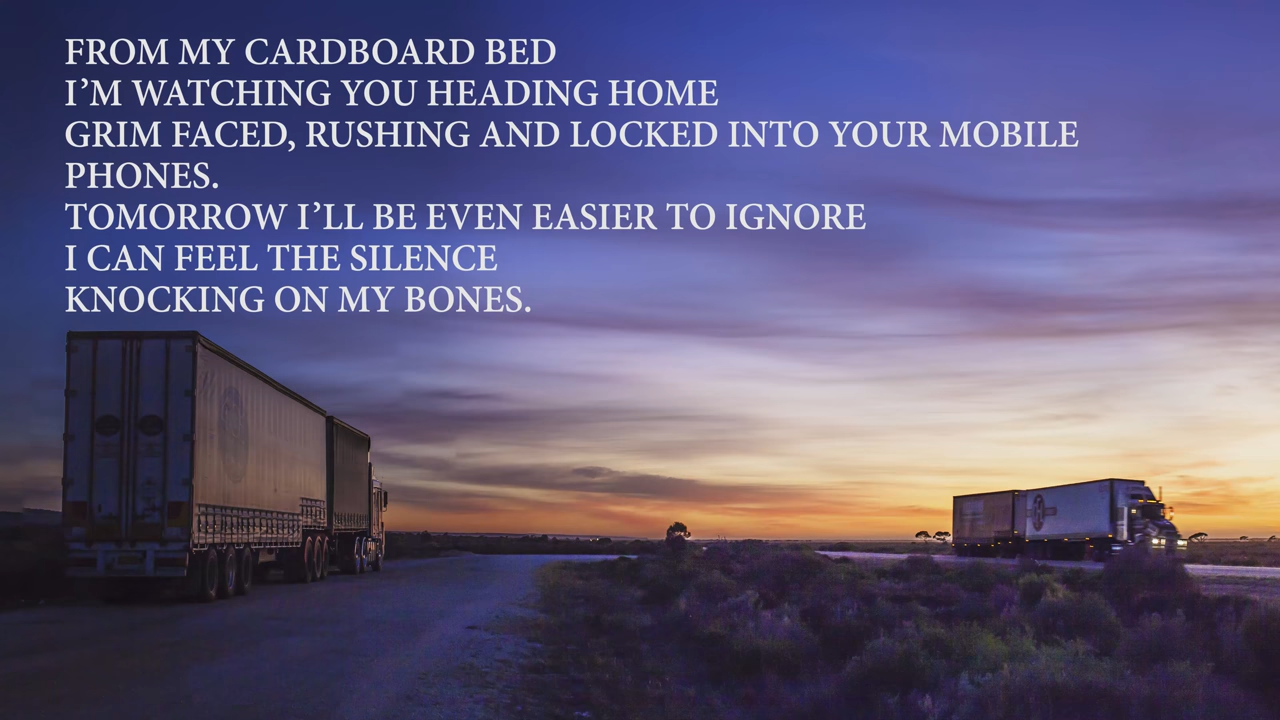 FROM MY CARDBOARD BED
I’M WATCHING YOU HEADING HOME
GRIM FACED, RUSHING AND LOCKED INTO YOUR MOBILE
PHONES.
TOMORROW I’LL BE EVEN EASIER TO IGNORE
I CAN FEEL THE SILENCE
KNOCKING ON MY BONES.